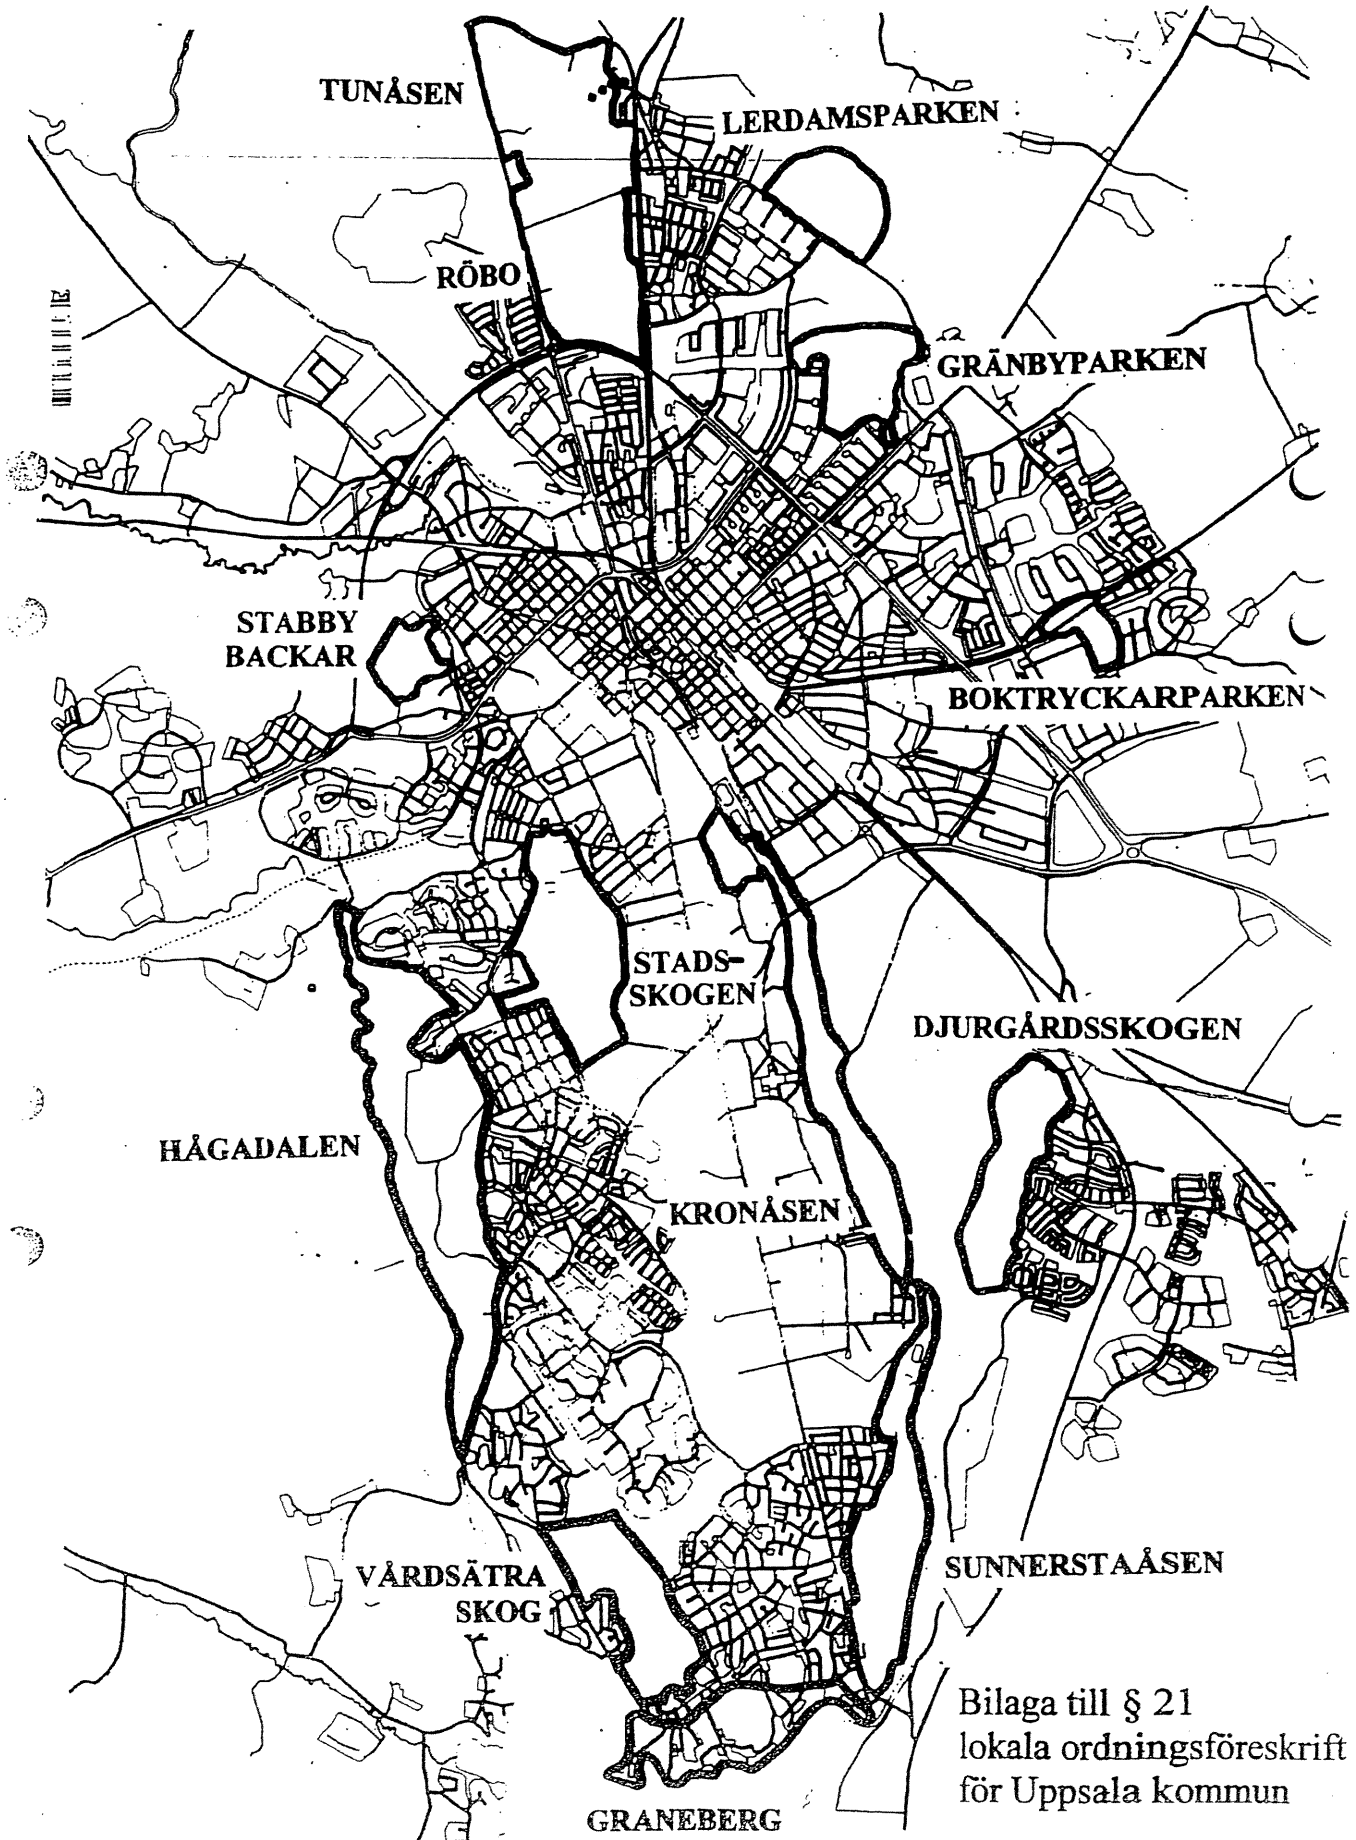 TUNÅSEN
LERDAMSPARKEN
RÖBO
GRÄNBYPARKEN
STABBY
BACKAR
BOKTRYCKARPARKEN
STADS-
SKOGEN
DJURGÅRDSSKOGEN
HÅGADALEN
KRONÅSEN
VÅRDSÄTRA
SKOG
SUNNERSTAÅSEN
Bilaga till § 21
lokala ordningsföreskrift
för Uppsala kommun
GRANEBERG